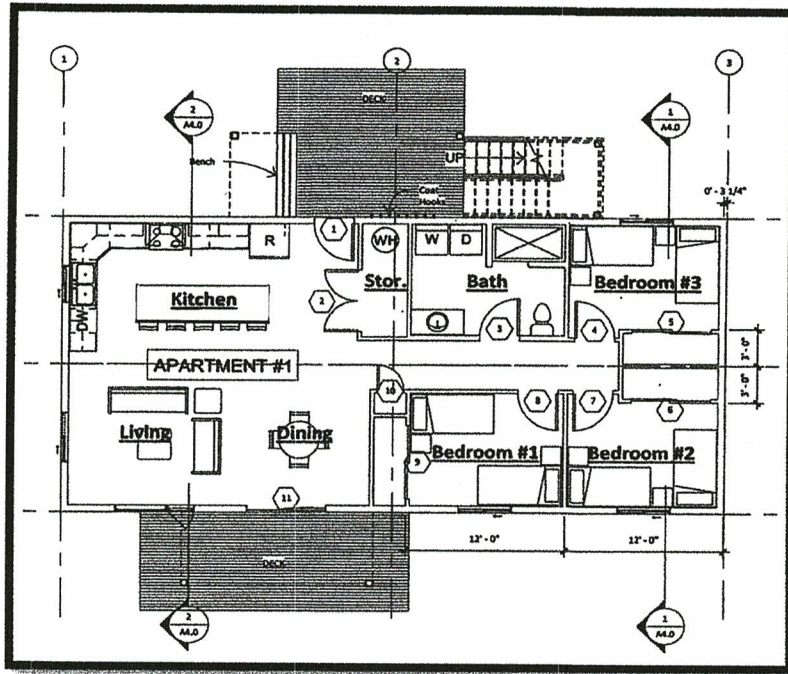 1
2
3
DECK
2
A4.0
1
A4.0
Bench
UP
Coat
Hooks
0' - 3 1/4"
1
R
WH
W
D
2
Stor.
Bath
Bedroom #3
Kitchen
DW
3
4
5
3'-0"
APARTMENT #1
3'-0"
10
8
7
6
Living
Dining
Bedroom #1
Bedroom #2
9
11
12' - 0"
12' - 0"
DECK
2
A4.0
1
A4.0